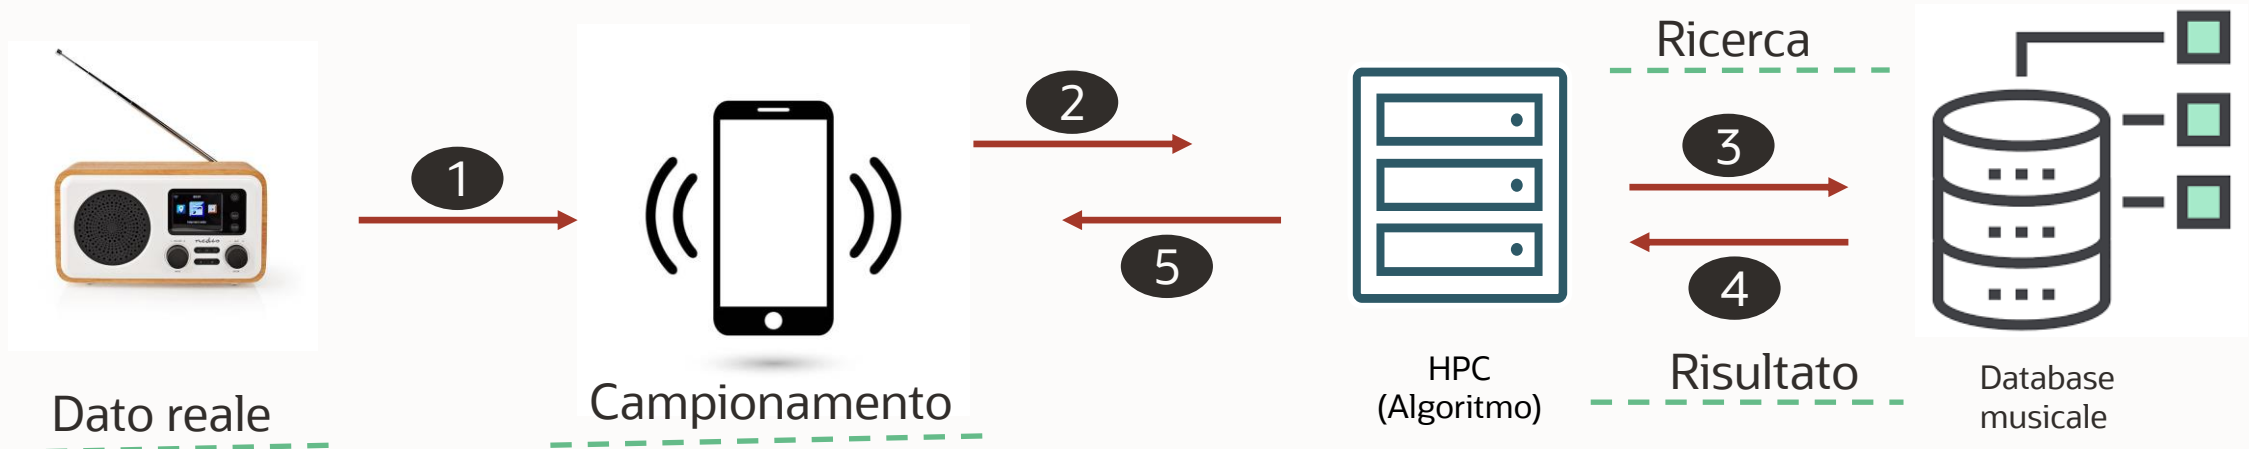 Dato reale
1
Campionamento
2
5
HPC
(Algoritmo)
Ricerca
3
4
Risultato
Database
musicale